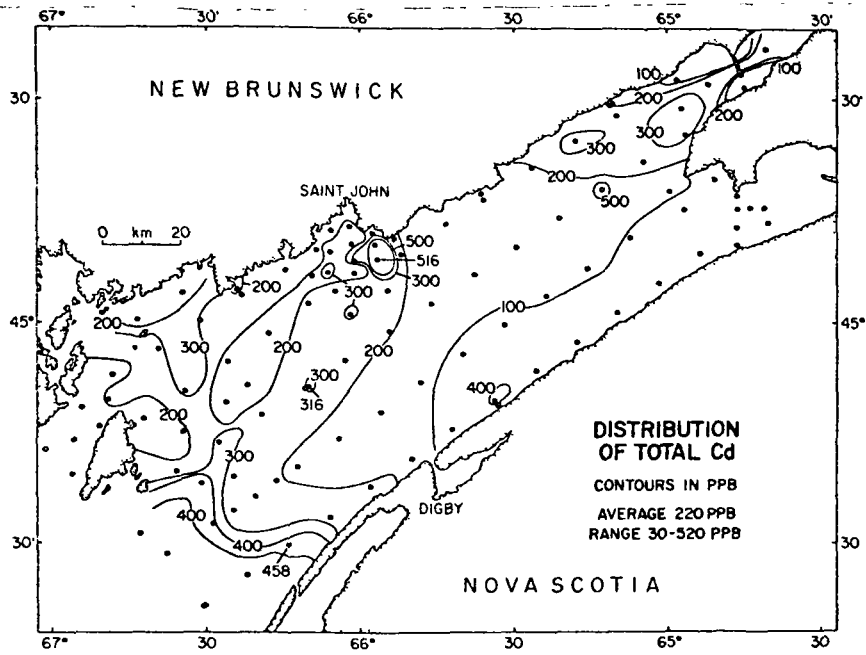 67° 30' 66° 30 65° 30'
NEW BRUNSWICK
100
100
200
30
30
300
200
300
200
SAINT JOHN
500
0 km 20
500
516
300
200
300
100
45°
200
45°
300
200
200
300
400
316
200
DISTRIBUTION
OF TOTAL Cd
300
CONTOURS IN PPB
400
DIGBY
AVERAGE 220 PPB
RANGE 30-520 PPB
400
30'
30
458
NOVA SCOTIA
67° 30 66° 30 65° 30'